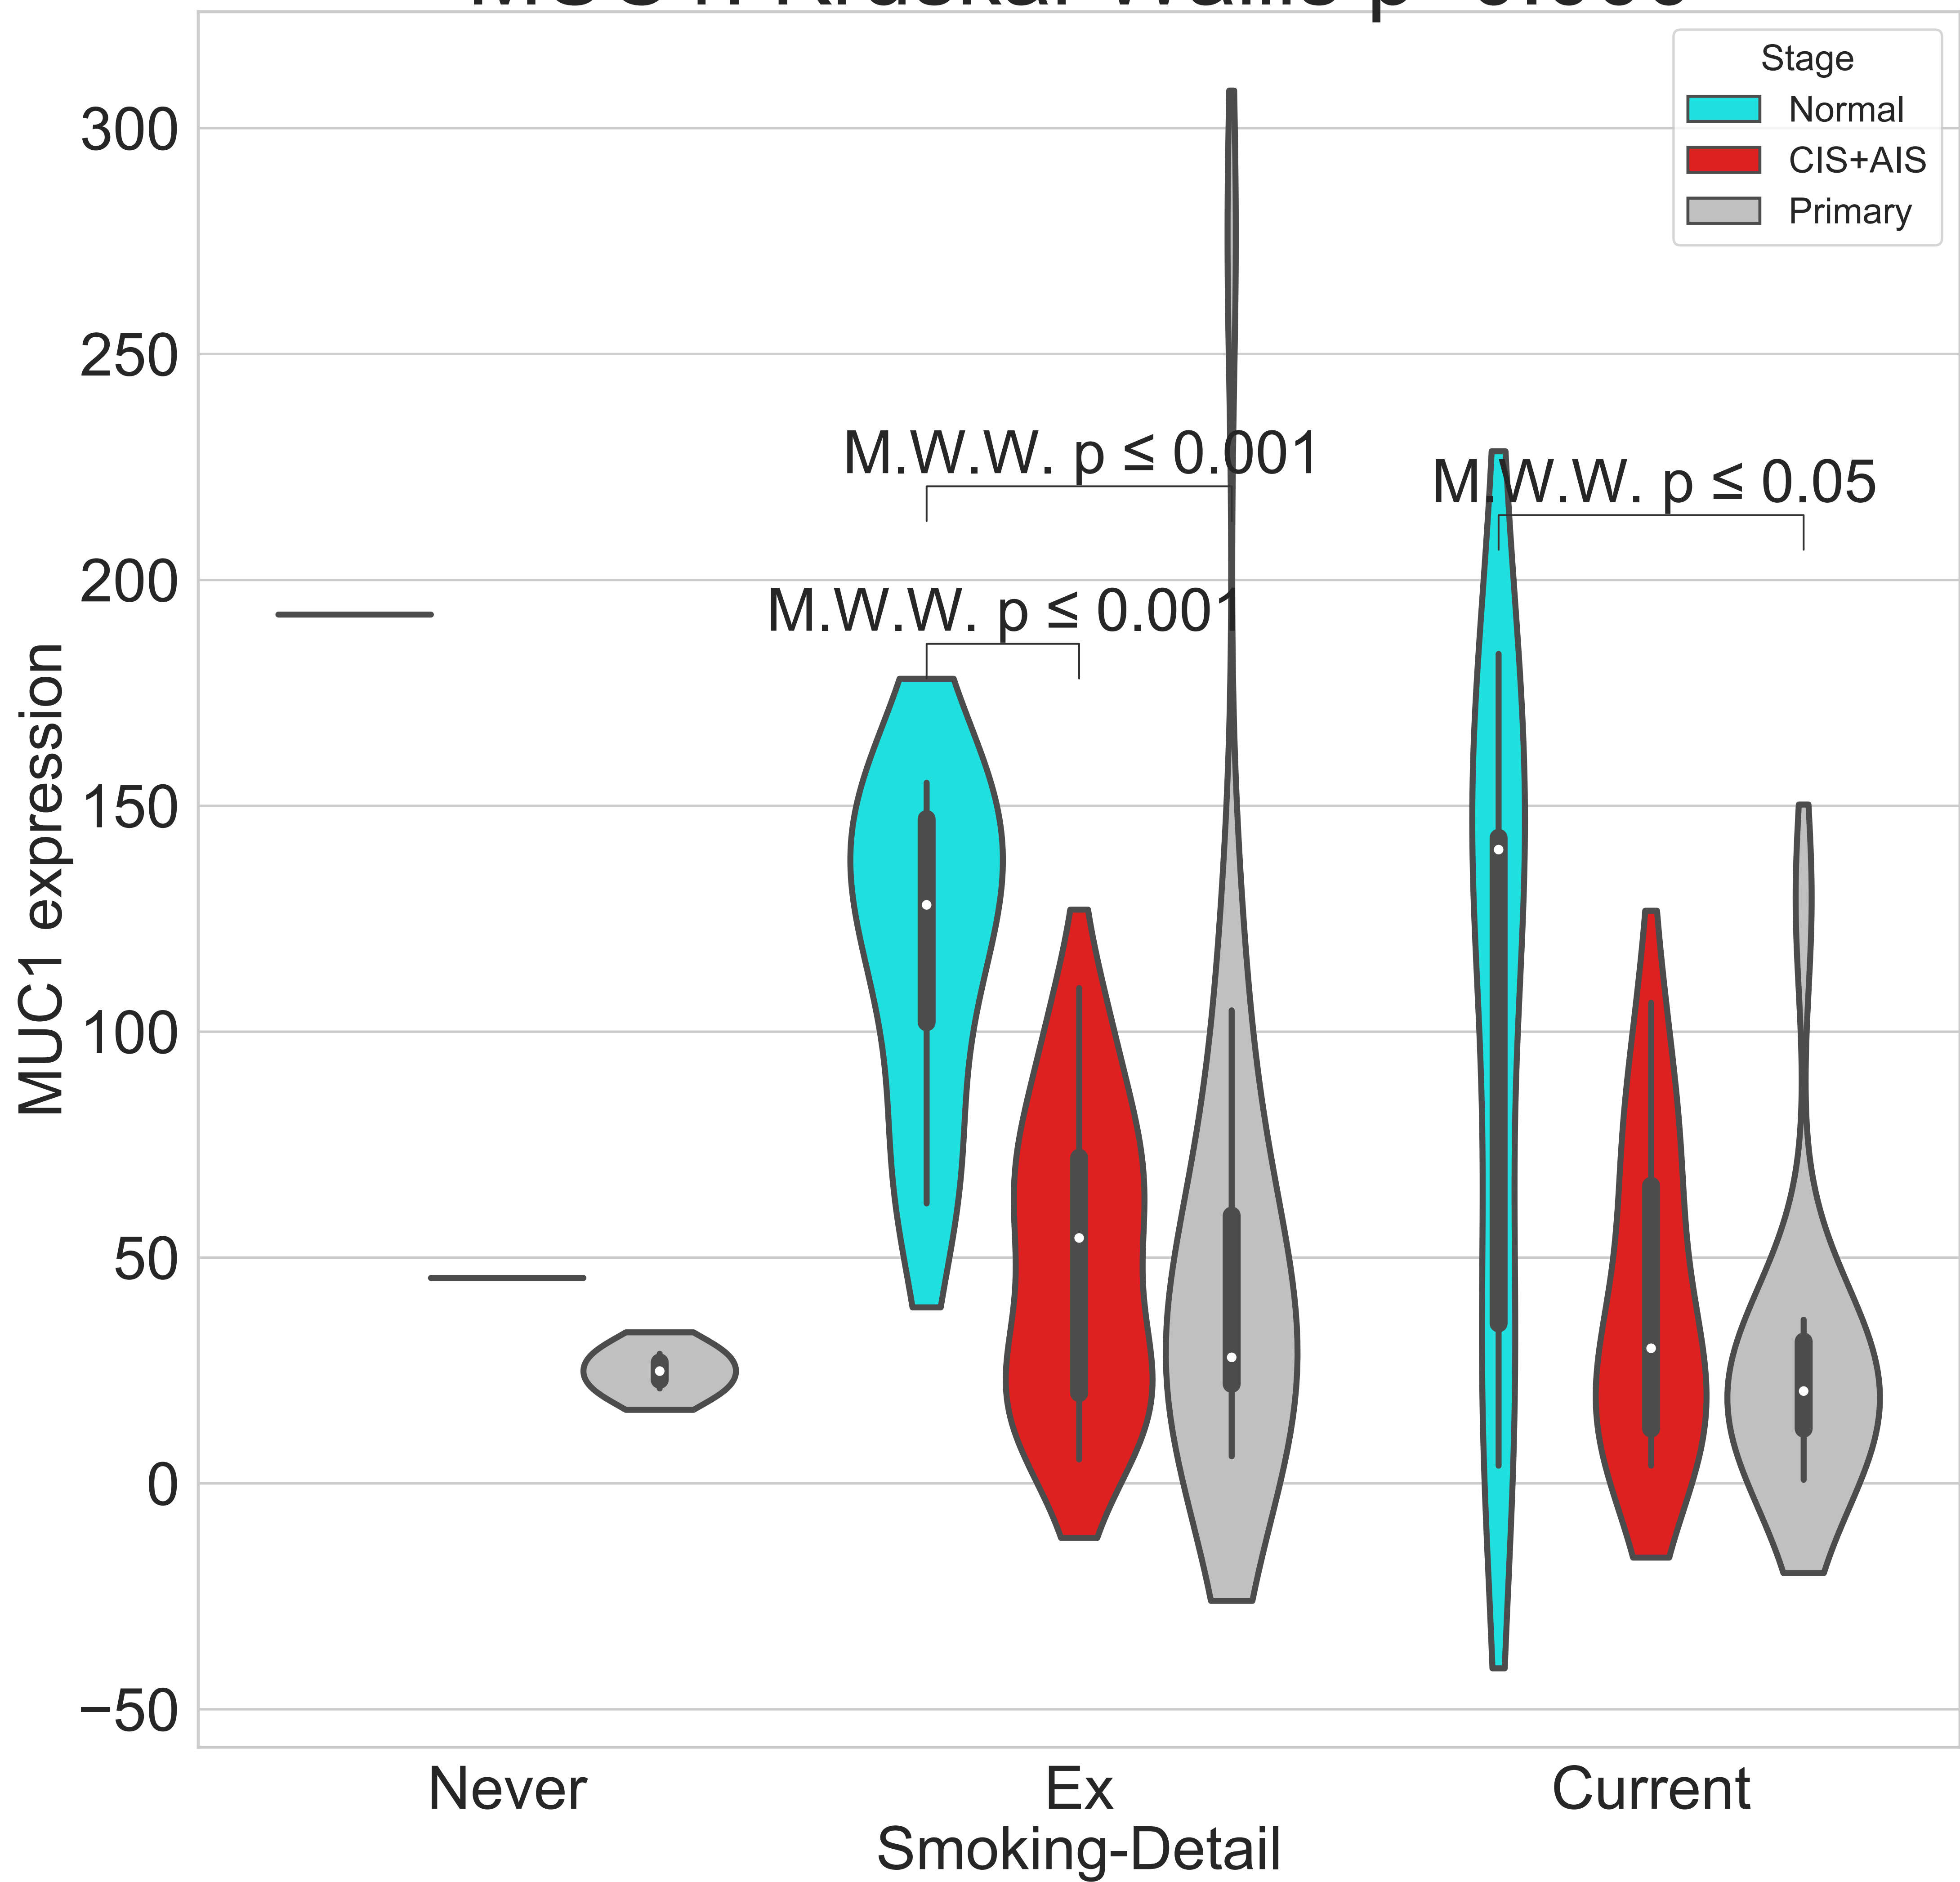 Stage
Normal
CIS+AIS
Primary
300
250
200
150
100
50
0
−50
MUC1 expression
M.W.W. p ≤ 0.001
M.W.W. p ≤ 0.05
M.W.W. p ≤ 0.001
Never
Ex
Current
Smoking-Detail